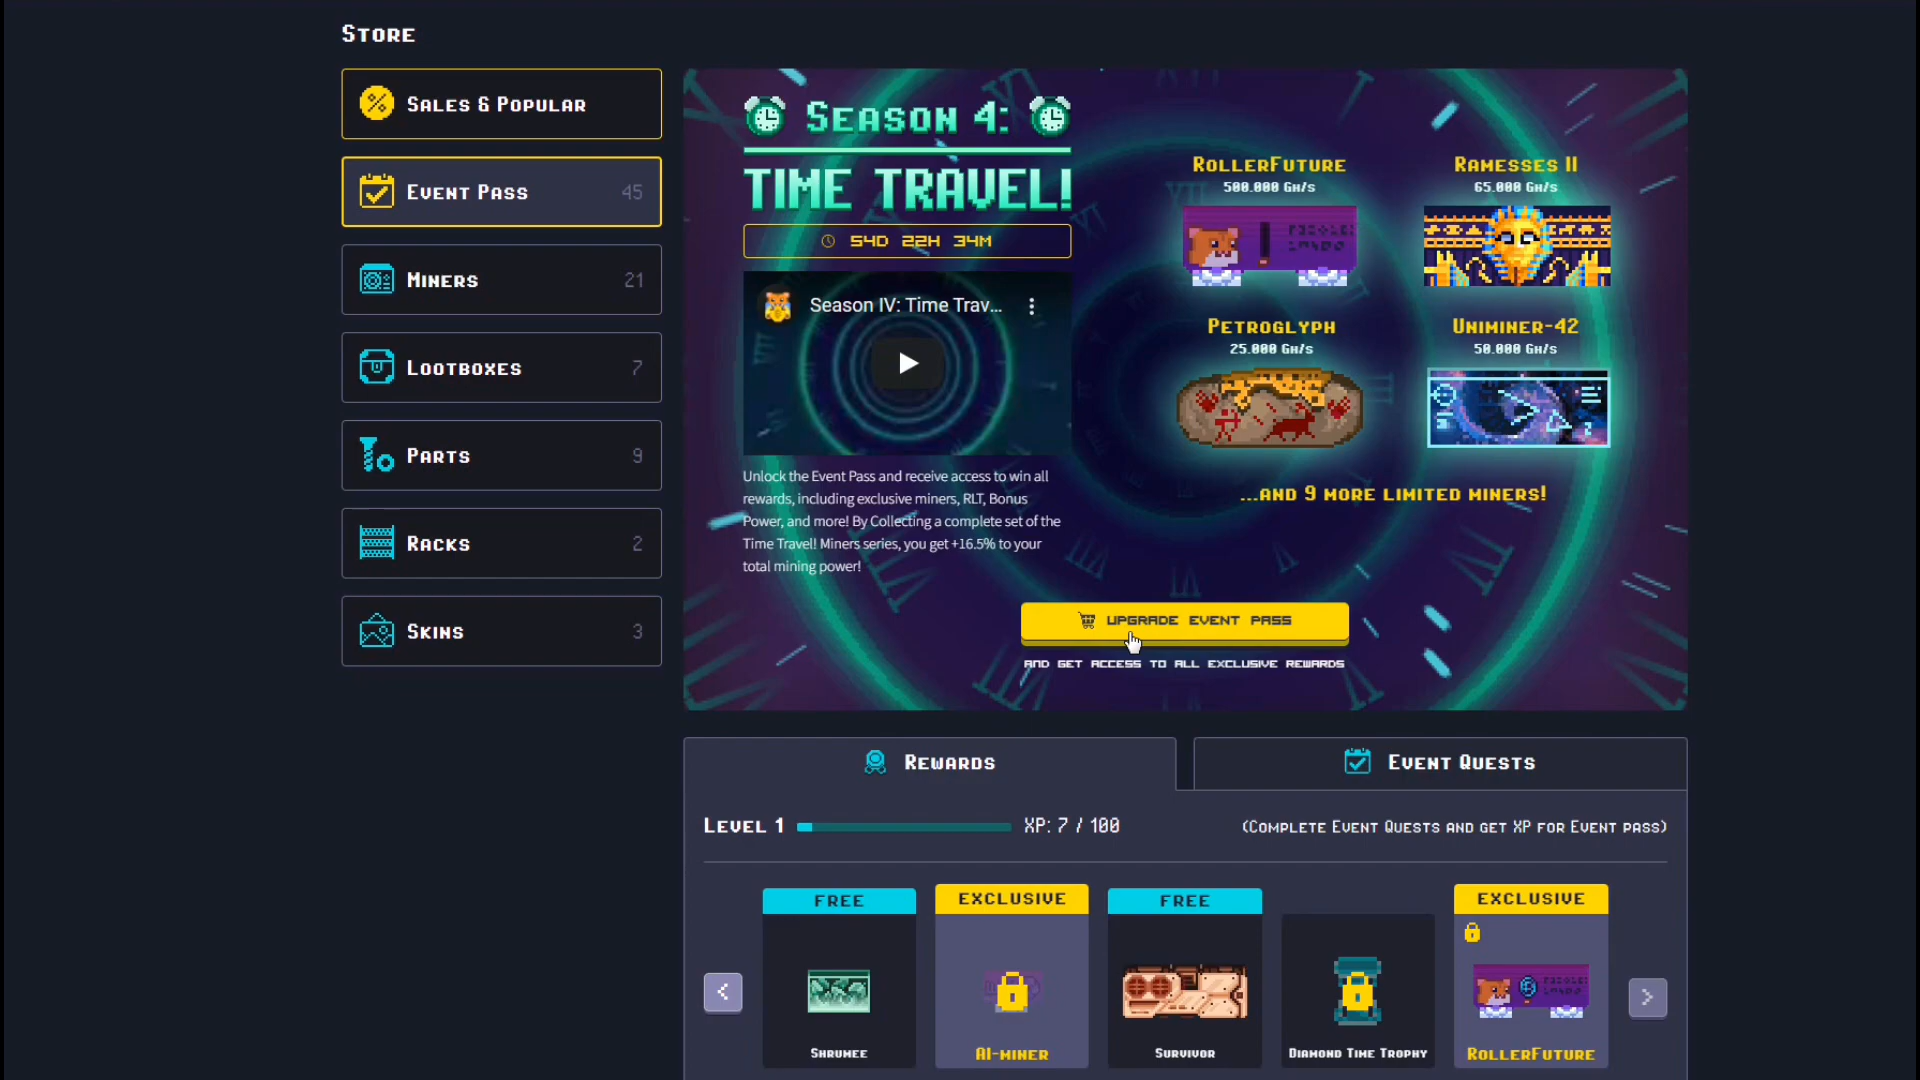 Store
Sales & Popular
Event Pass 45
Miners 21
Lootboxes 7
Parts 9
Racks 2
Skins 3
Season 4:
TIME TRAVEL!
54D 22H 34M
Season IV: Time Trav...
Unlock the Event Pass and receive access to win all
rewards, including exclusive miners, RLT, Bonus
Power, and more! By Collecting a complete set of the
Time Travel! Miners series, you get +16.5% to your
total mining power!
RollerFuture
500.000 Gh/s
Ramesses II
65.000 Gh/s
Petroglyph
25.000 Gh/s
Uniminer-42
50.000 Gh/s
...and 9 more limited miners!
UPGRADE EVENT PASS
AND GET ACCESS TO ALL EXCLUSIVE REWARDS
Rewards
Event Quests
Level 1
XP: 7 / 100
(Complete Event Quests and get XP for Event pass)
FREE
EXCLUSIVE
FREE
EXCLUSIVE
Shrumee
AI-miner
Survivor
Diamond Time Trophy
RollerFuture